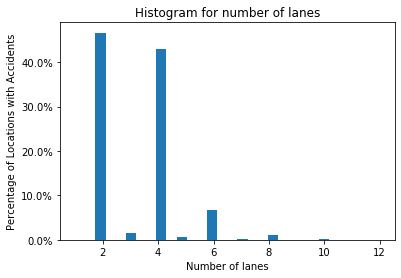 Histogram for number of lanes
Percentage of Locations with Accidents
40.0%
30.0%
20.0%
10.0%
0.0%
2 4 6 8 10 12
Number of lanes